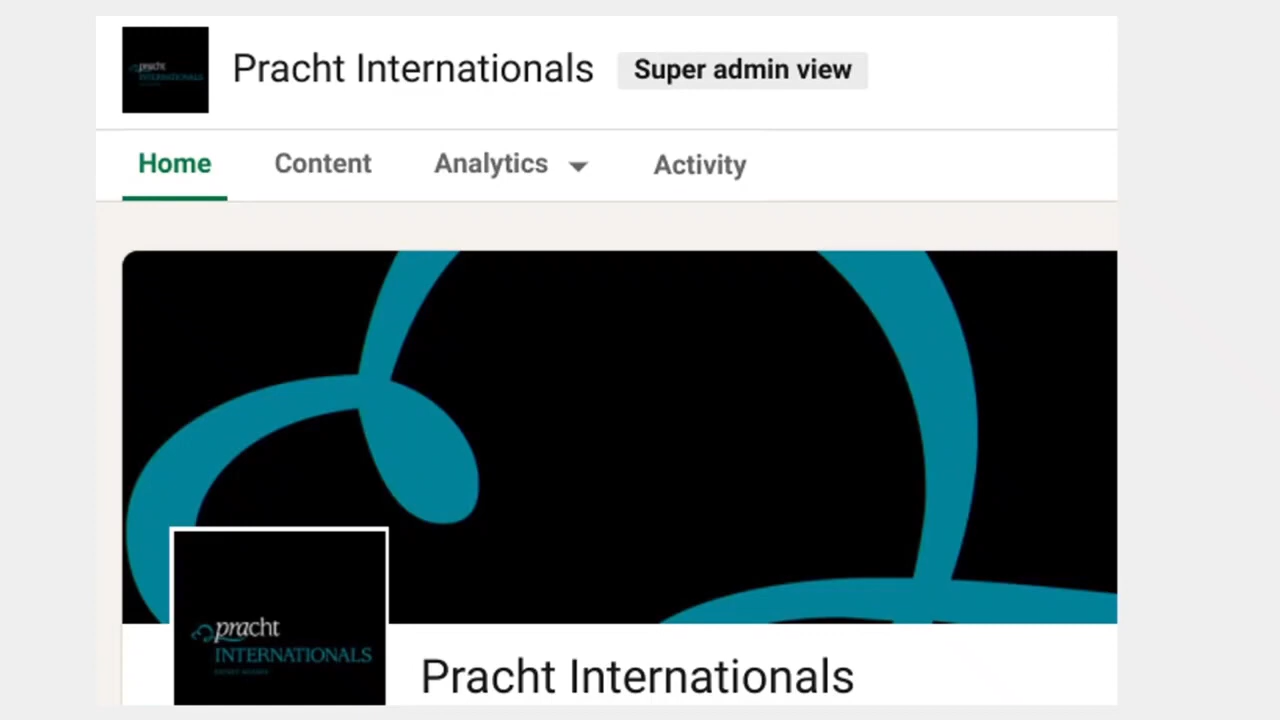 pracht
INTERNATIONALS
Pracht Internationals Super admin view
Home Content Analytics Activity
pracht
INTERNATIONALS
Pracht Internationals